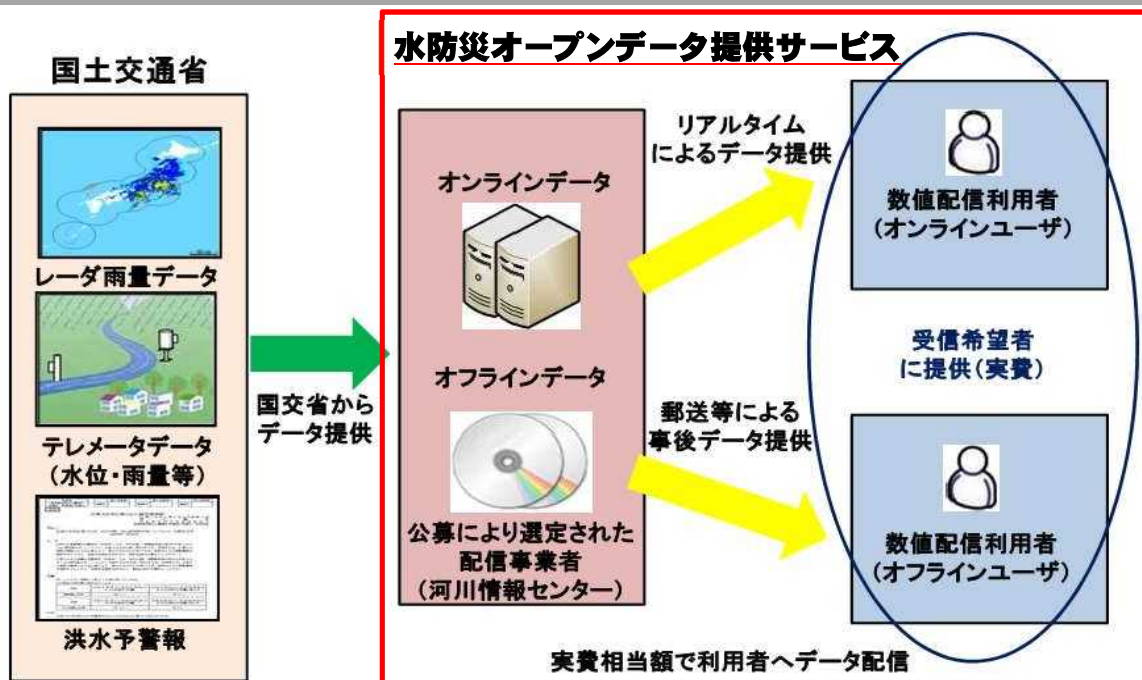 水防災オープンデータ提供サービス
国土交通省
レーダ雨量データ
テレメータデータ
（水位・雨量等）
洪水予警報
国交省から
データ提供
オンラインデータ
オフラインデータ
公募により選定された
配信事業者
（河川情報センター）
リアルタイム
によるデータ提供
郵送等による
事後データ提供
数値配信利用者
（オンラインユーザ）
受信希望者
に提供（実費）
数値配信利用者
（オフラインユーザ）
実費相当額で利用者へデータ配信